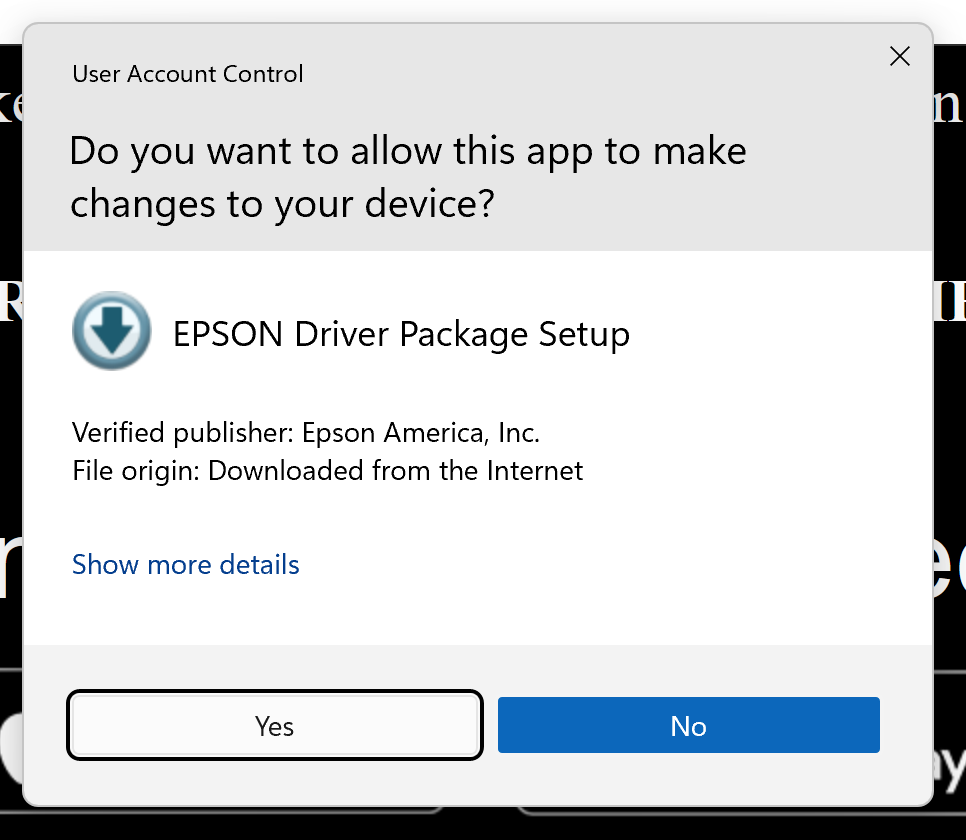 User Account Control
Do you want to allow this app to make
changes to your device?
EPSON Driver Package Setup
Verified publisher: Epson America, Inc.
File origin: Downloaded from the Internet
Show more details
Yes
No